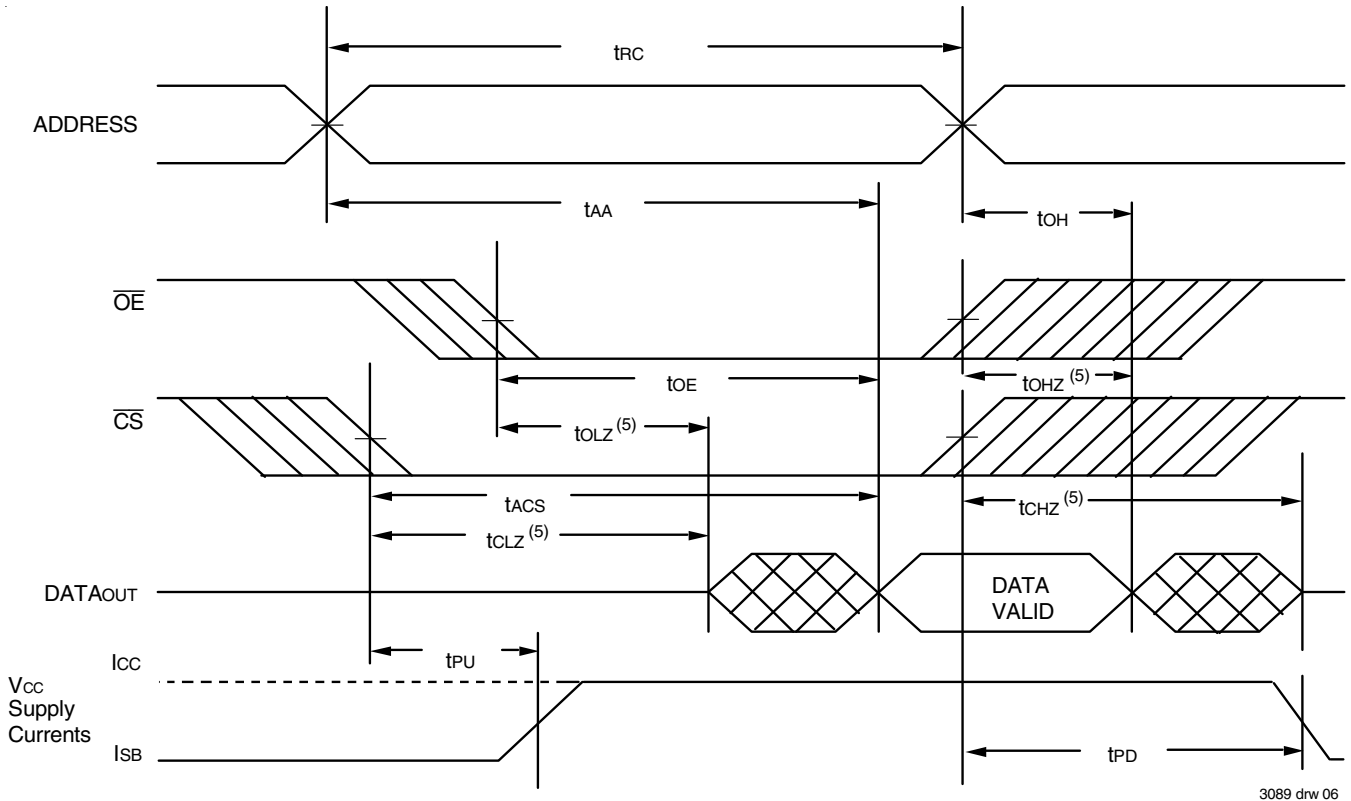 tRC
ADDRESS
tAA
tOH
OE
tOE
tOHZ (5)
CS
tOLZ (5)
tACS
tCHZ (5)
tCLZ (5)
DATAOUT
DATA
VALID
ICC
tPU
VCC
Supply
Currents
ISB
tPD
3089 drw 06